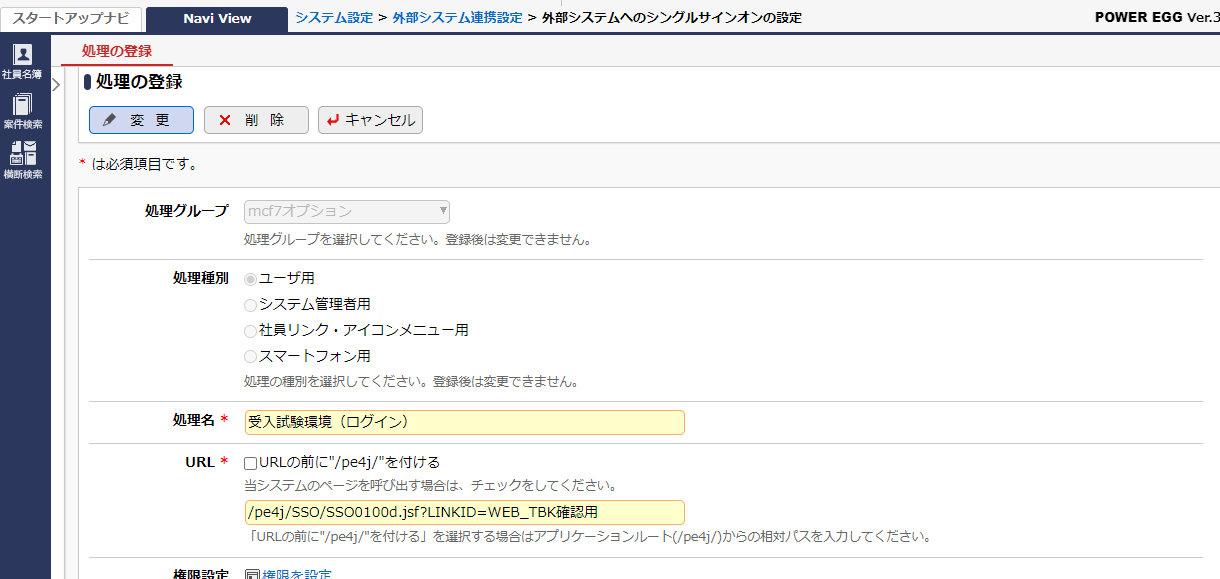 スタートアップナビ Navi View システム設定 > 外部システム連携設定 > 外部システムへのシングルサインオンの設定 POWER EGG Ver.3
処理の登録
社員名簿
案件検索
横断検索
処理の登録
変 更 削 除 キャンセル
* は必須項目です。
処理グループ mcf7オプション
処理グループを選択してください。登録後は変更できません。
処理種別 ユーザ用
システム管理者用
社員リンク・アイコンメニュー用
スマートフォン用
処理の種別を選択してください。登録後は変更できません。
処理名 * 受入試験環境（ログイン）
URL * URLの前に"/pe4j/"を付ける
当システムのページを呼び出す場合は、チェックをしてください。
/pe4j/SSO/SSO0100d.jsf?LINKID=WEB_TBK確認用
「URLの前に"/pe4j/"を付ける」を選択する場合はアプリケーションルート(/pe4j/)からの相対パスを入力してください。
権限設定 権限を設定